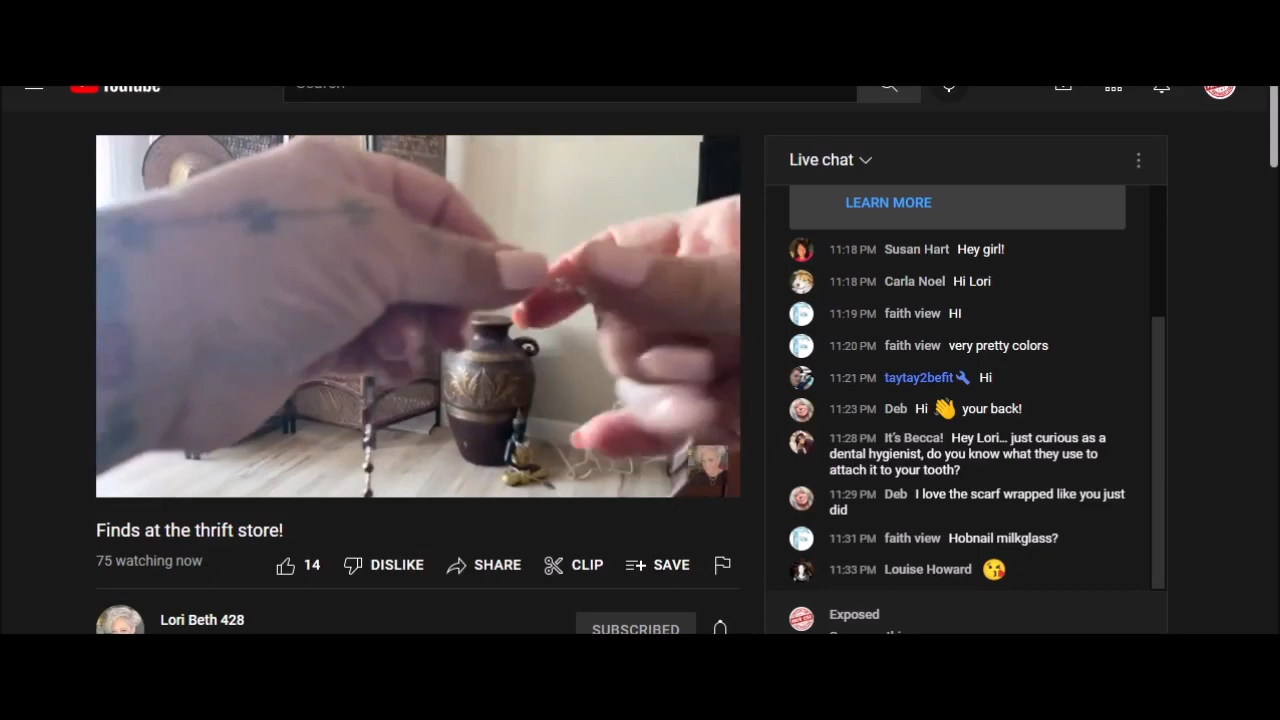 YouTube
Search
Live chat
LEARN MORE
11:18 PM Susan Hart Hey girl!
11:18 PM Carla Noel Hi Lori
11:19 PM faith view HI
11:20 PM faith view very pretty colors
11:21 PM taytay2befit Hi
11:23 PM Deb Hi 👋 your back!
11:28 PM It's Becca! Hey Lori... just curious as a
dental hygienist, do you know what they use to
attach it to your tooth?
11:29 PM Deb I love the scarf wrapped like you just
did
11:31 PM faith view Hobnail milkglass?
11:33 PM Louise Howard 😘
Exposed
Finds at the thrift store!
75 watching now
14 DISLIKE SHARE CLIP SAVE
Lori Beth 428
SUBSCRIBED